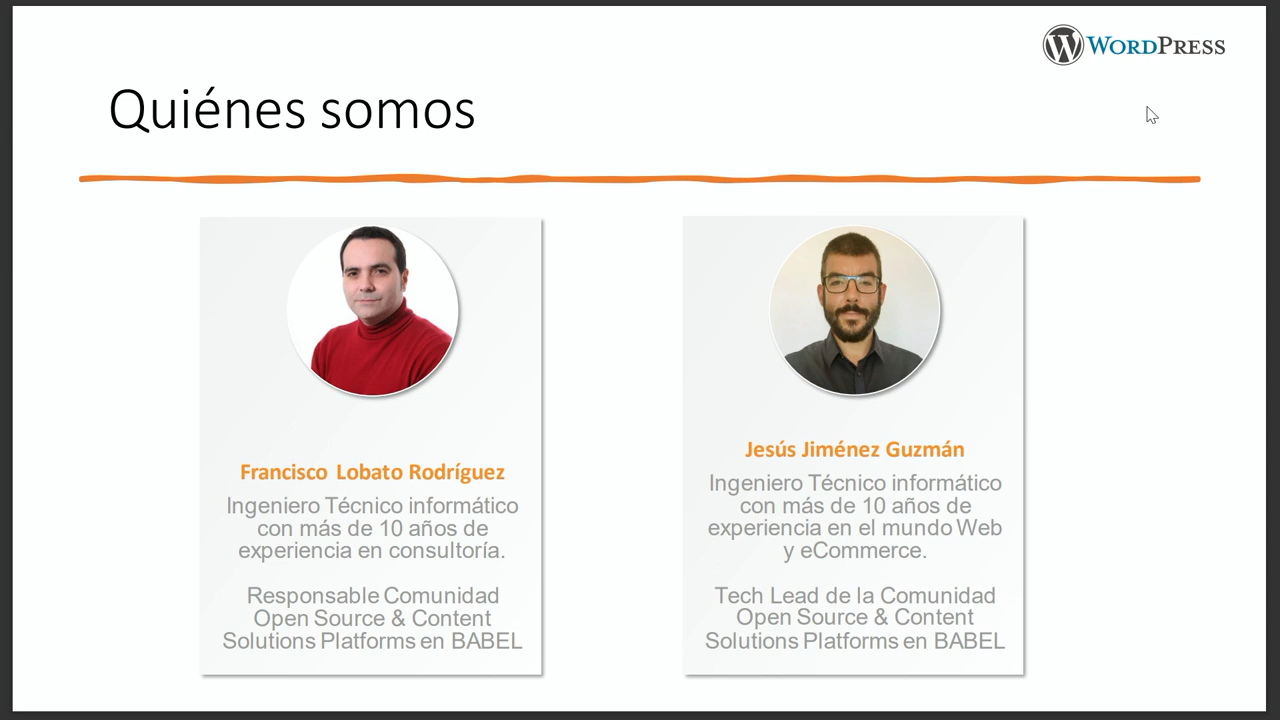 WORDPRESS
Quiénes somos
Francisco Lobato Rodríguez
Ingeniero Técnico informático
con más de 10 años de
experiencia en consultoría.
Responsable Comunidad
Open Source & Content
Solutions Platforms en BABEL
Jesús Jiménez Guzmán
Ingeniero Técnico informático
con más de 10 años de
experiencia en el mundo Web
y eCommerce.
Tech Lead de la Comunidad
Open Source & Content
Solutions Platforms en BABEL